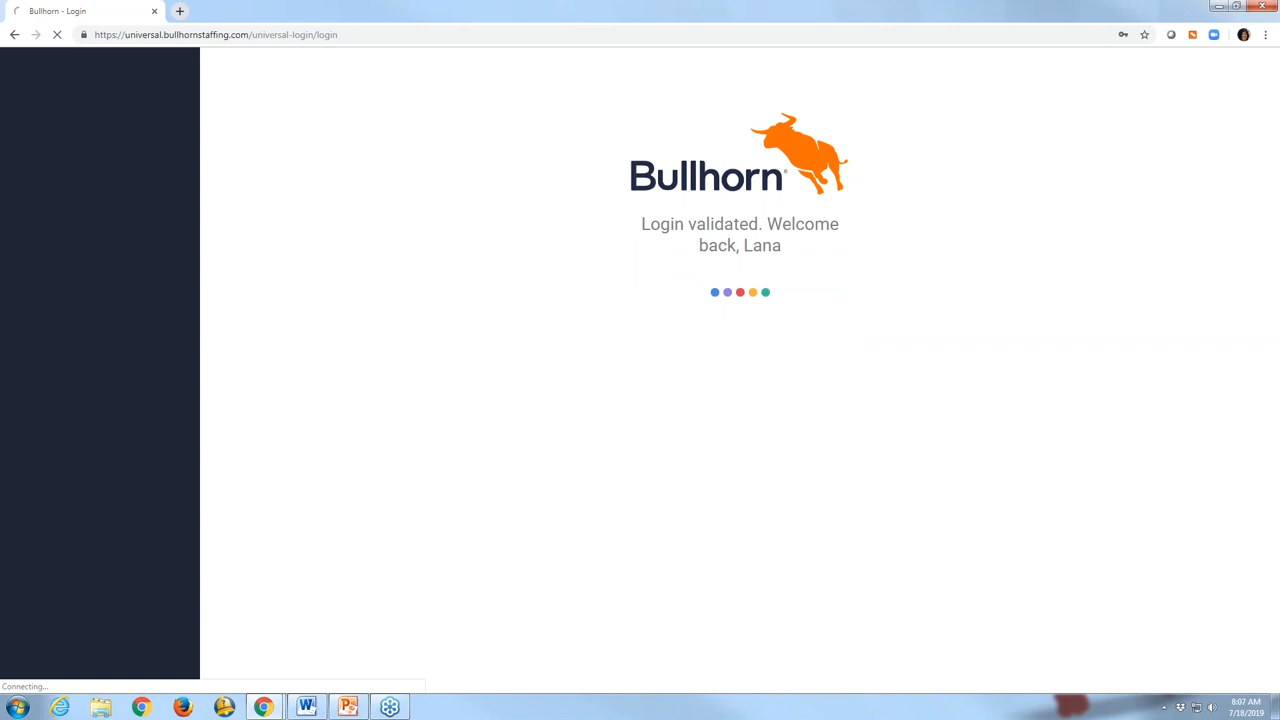 Bullhorn - Login
https://universal.bullhornstaffing.com/universal-login/login
Bullhorn
Login validated. Welcome
back, Lana
Connecting...
8:07 AM
7/18/2019